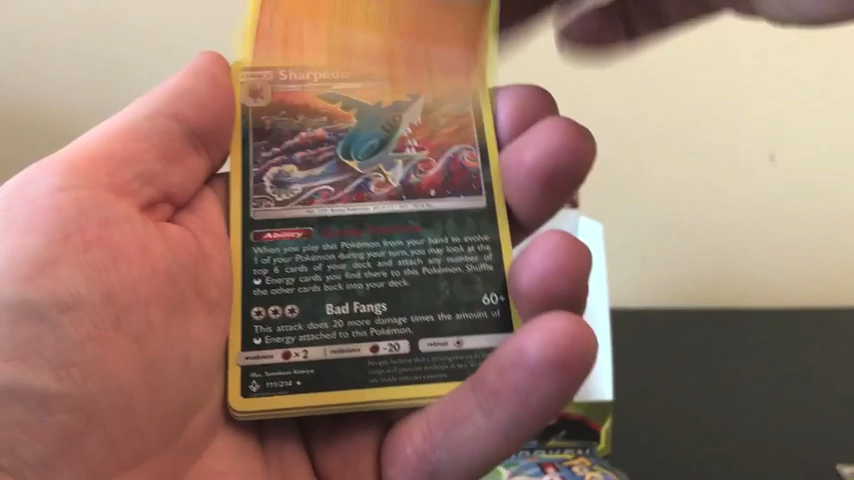 Sharpedo
Ability
When you play this Pokémon from your hand to evolve
1 of your Pokémon during your turn, you may look at the
top 6 cards of your deck and attach any number of
Energy cards you find there to this Pokémon. Shuffle
the other cards back into your deck.
Bad Fangs 60+
This attack does 20 more damage times the amount of
Energy attached to this Pokémon.
weakness ×2 resistance -20 retreat
111/214